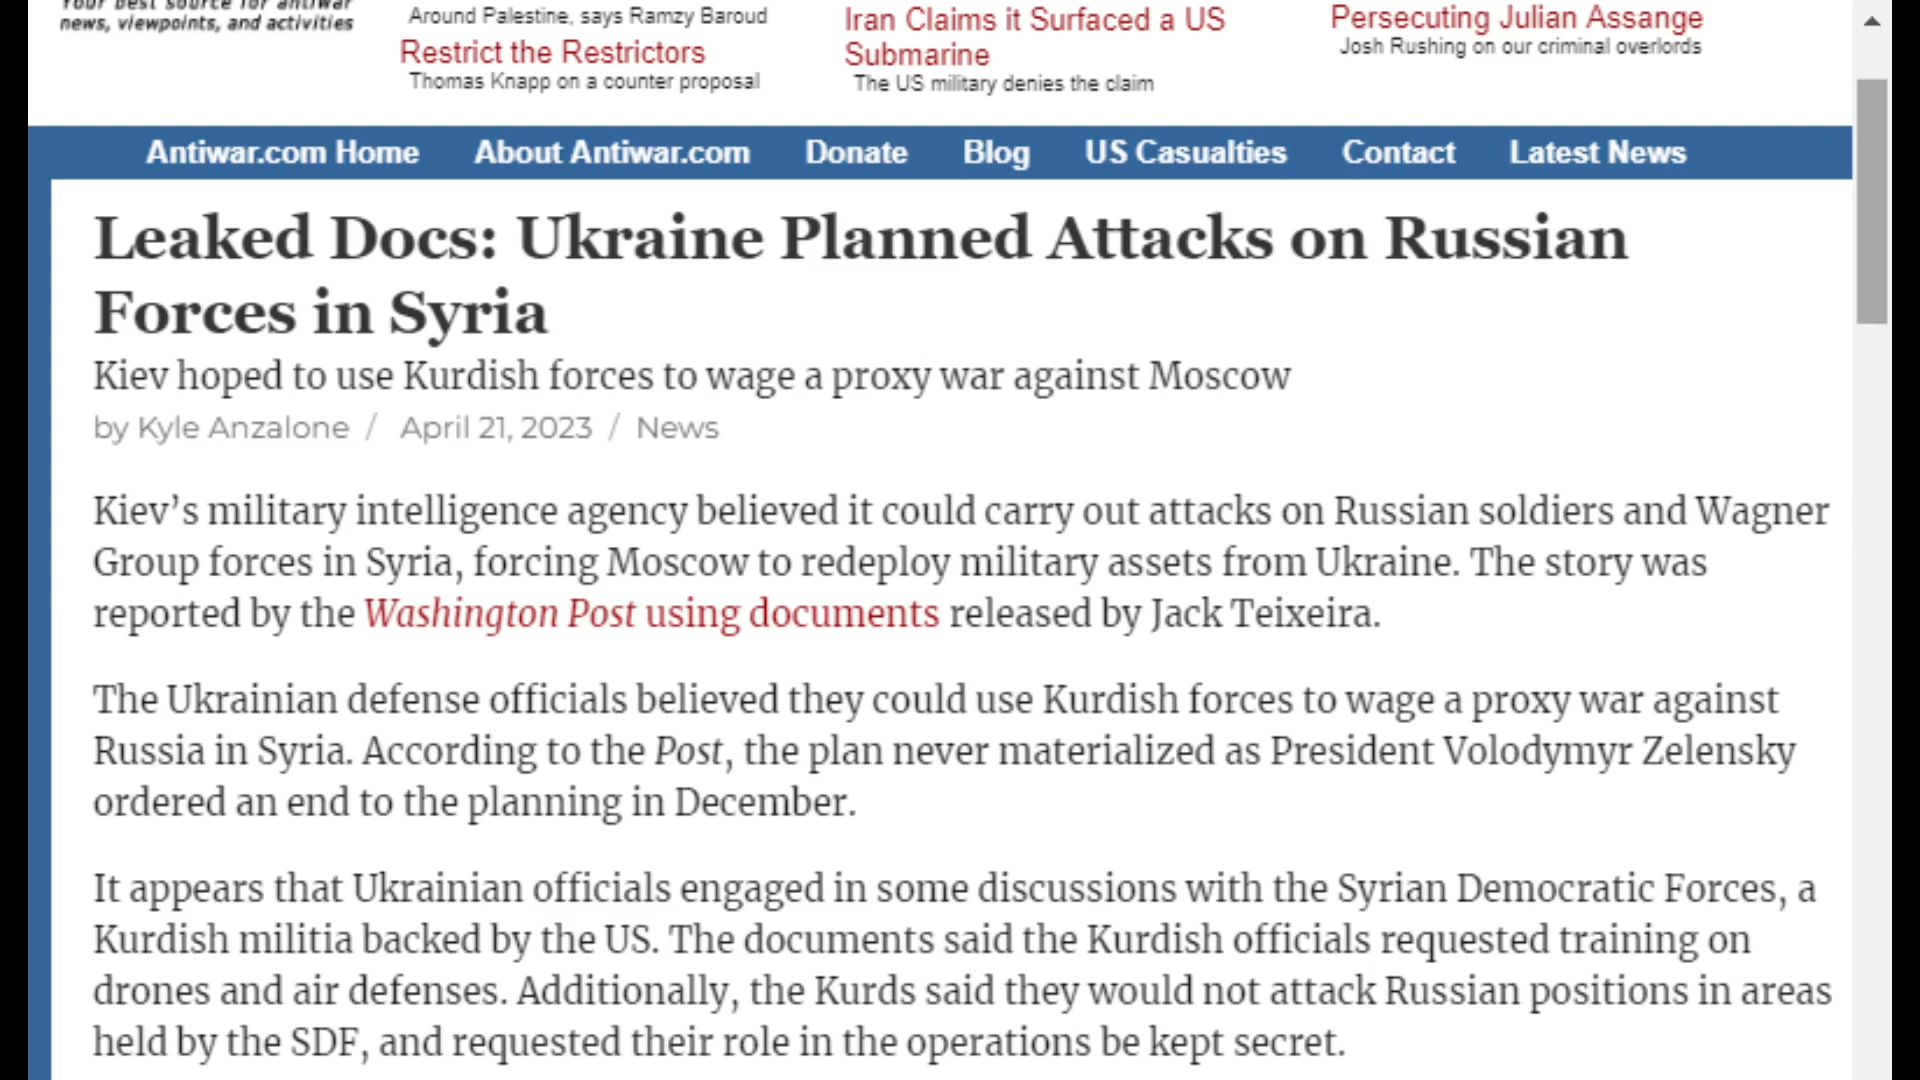 Your best source for antiwar
news, viewpoints, and activities
Around Palestine, says Ramzy Baroud
Restrict the Restrictors
Thomas Knapp on a counter proposal
Iran Claims it Surfaced a US
Submarine
The US military denies the claim
Persecuting Julian Assange
Josh Rushing on our criminal overlords
Antiwar.com Home About Antiwar.com Donate Blog US Casualties Contact Latest News
Leaked Docs: Ukraine Planned Attacks on Russian
Forces in Syria
Kiev hoped to use Kurdish forces to wage a proxy war against Moscow
by Kyle Anzalone / April 21, 2023 / News
Kiev’s military intelligence agency believed it could carry out attacks on Russian soldiers and Wagner
Group forces in Syria, forcing Moscow to redeploy military assets from Ukraine. The story was
reported by the Washington Post using documents released by Jack Teixeira.
The Ukrainian defense officials believed they could use Kurdish forces to wage a proxy war against
Russia in Syria. According to the Post, the plan never materialized as President Volodymyr Zelensky
ordered an end to the planning in December.
It appears that Ukrainian officials engaged in some discussions with the Syrian Democratic Forces, a
Kurdish militia backed by the US. The documents said the Kurdish officials requested training on
drones and air defenses. Additionally, the Kurds said they would not attack Russian positions in areas
held by the SDF, and requested their role in the operations be kept secret.